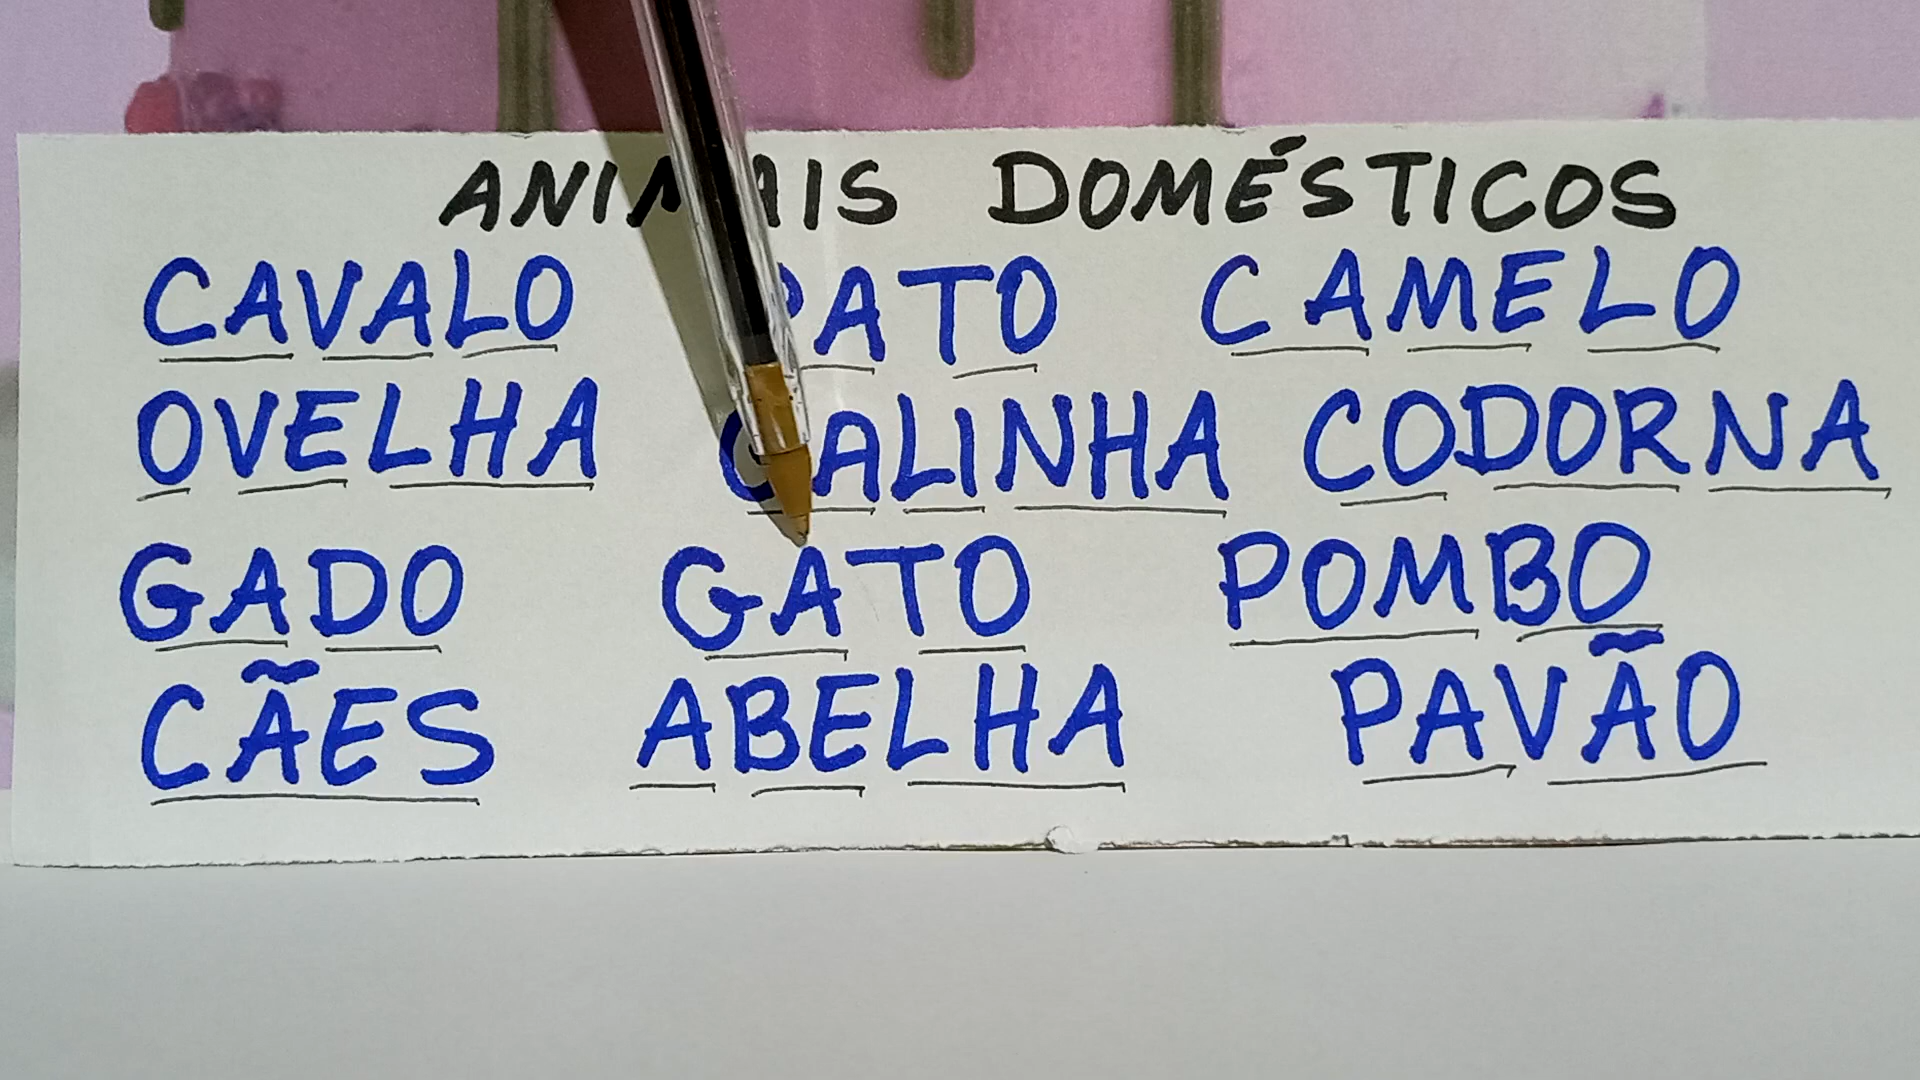 ANIMAIS DOMÉSTICOS
CAVALO PATO CAMELO
OVELHA GALINHA CODORNA
GADO GATO POMBO
CÃES ABELHA PAVÃO